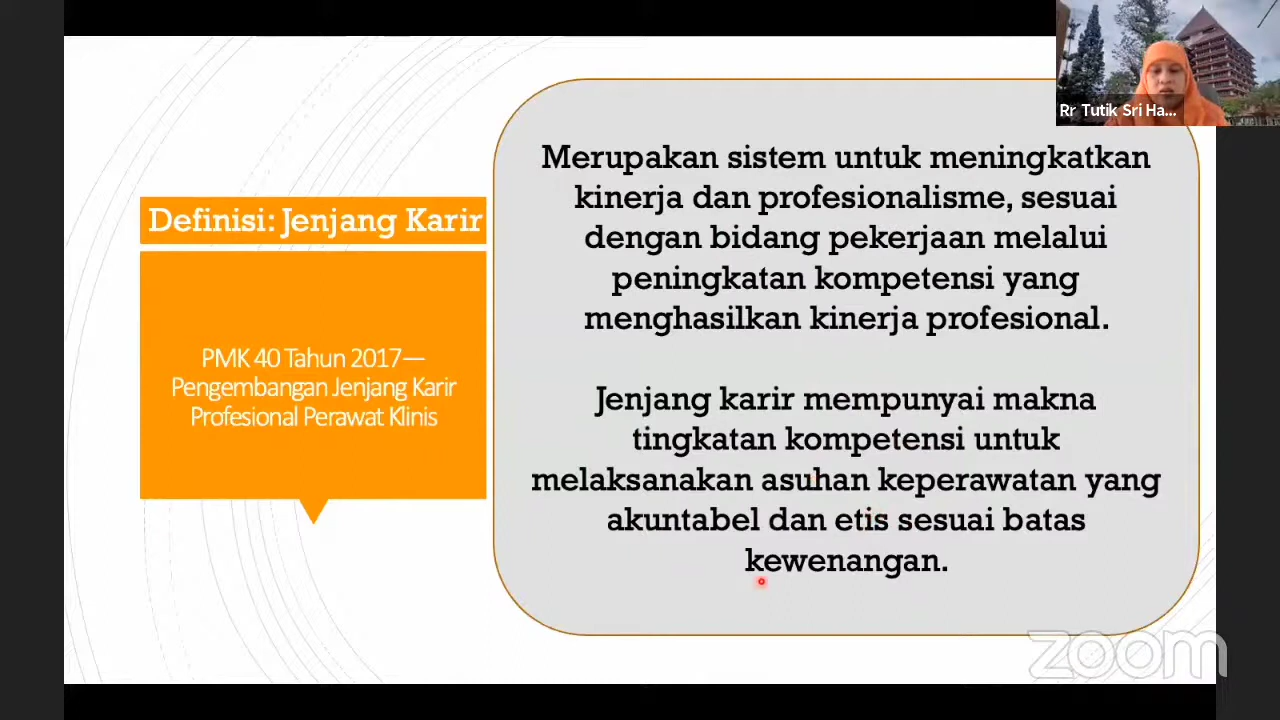 Rr Tutik Sri Ha...
Definisi: Jenjang Karir
PMK 40 Tahun 2017—
Pengembangan Jenjang Karir
Profesional Perawat Klinis
Merupakan sistem untuk meningkatkan
kinerja dan profesionalisme, sesuai
dengan bidang pekerjaan melalui
peningkatan kompetensi yang
menghasilkan kinerja profesional.
Jenjang karir mempunyai makna
tingkatan kompetensi untuk
melaksanakan asuhan keperawatan yang
akuntabel dan etis sesuai batas
kewenangan.
zoom